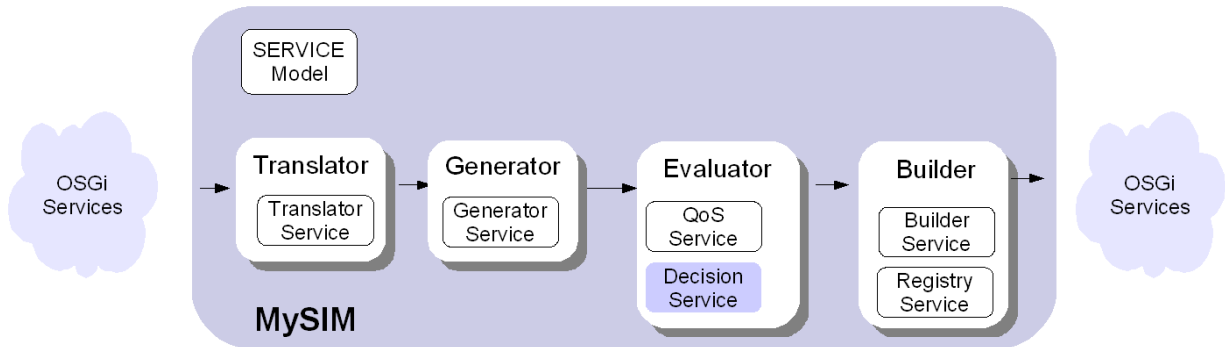 SERVICE
Model
OSGi
Services
Translator
Translator
Service
Generator
Generator
Service
Evaluator
QoS
Service
Decision
Service
Builder
Builder
Service
Registry
Service
OSGi
Services
MySIM